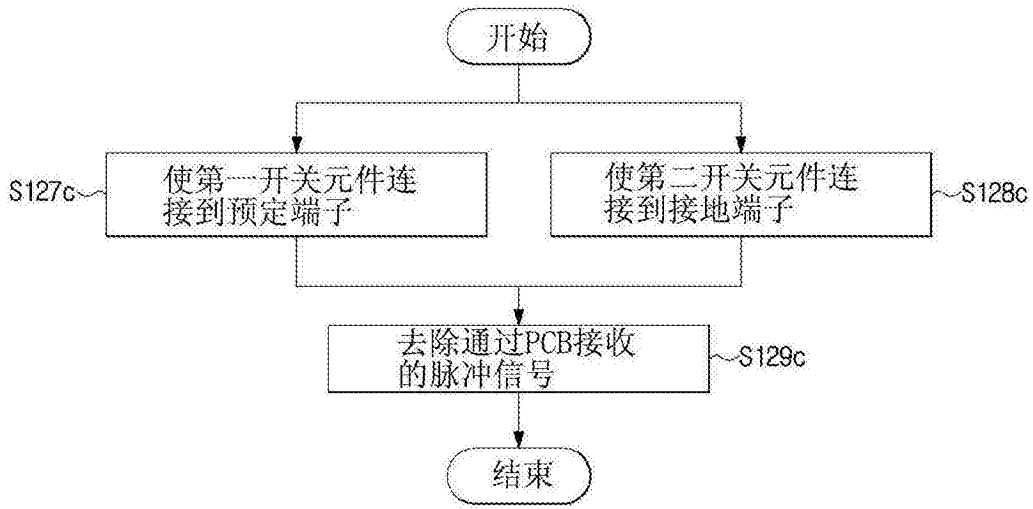 开始
S127c
使第一开关元件连
接到预定端子
使第二开关元件连
接到接地端子
S128c
去除通过PCB接收
的脉冲信号
S129c
结束